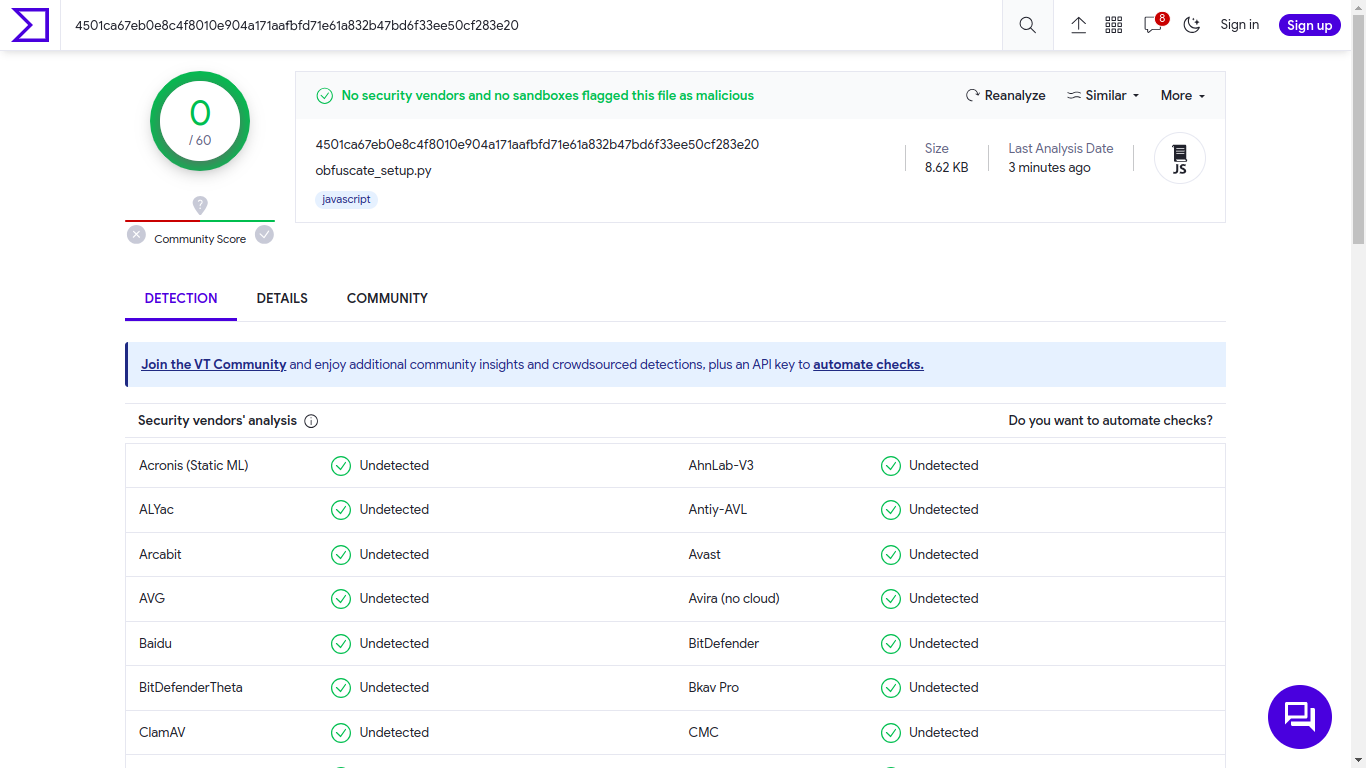 4501ca67eb0e8c4f8010e904a171aafbfd71e61a832b47bd6f33ee50cf283e20
8
Sign in
Sign up
0
/ 60
No security vendors and no sandboxes flagged this file as malicious
Reanalyze
Similar
More
4501ca67eb0e8c4f8010e904a171aafbfd71e61a832b47bd6f33ee50cf283e20
obfuscate_setup.py
javascript
Size
8.62 KB
Last Analysis Date
3 minutes ago
JS
?
Community Score
DETECTION
DETAILS
COMMUNITY
Join the VT Community and enjoy additional community insights and crowdsourced detections, plus an API key to automate checks.
Security vendors' analysis
Do you want to automate checks?
Acronis (Static ML) Undetected AhnLab-V3 Undetected
ALYac Undetected Antiy-AVL Undetected
Arcabit Undetected Avast Undetected
AVG Undetected Avira (no cloud) Undetected
Baidu Undetected BitDefender Undetected
BitDefenderTheta Undetected Bkav Pro Undetected
ClamAV Undetected CMC Undetected